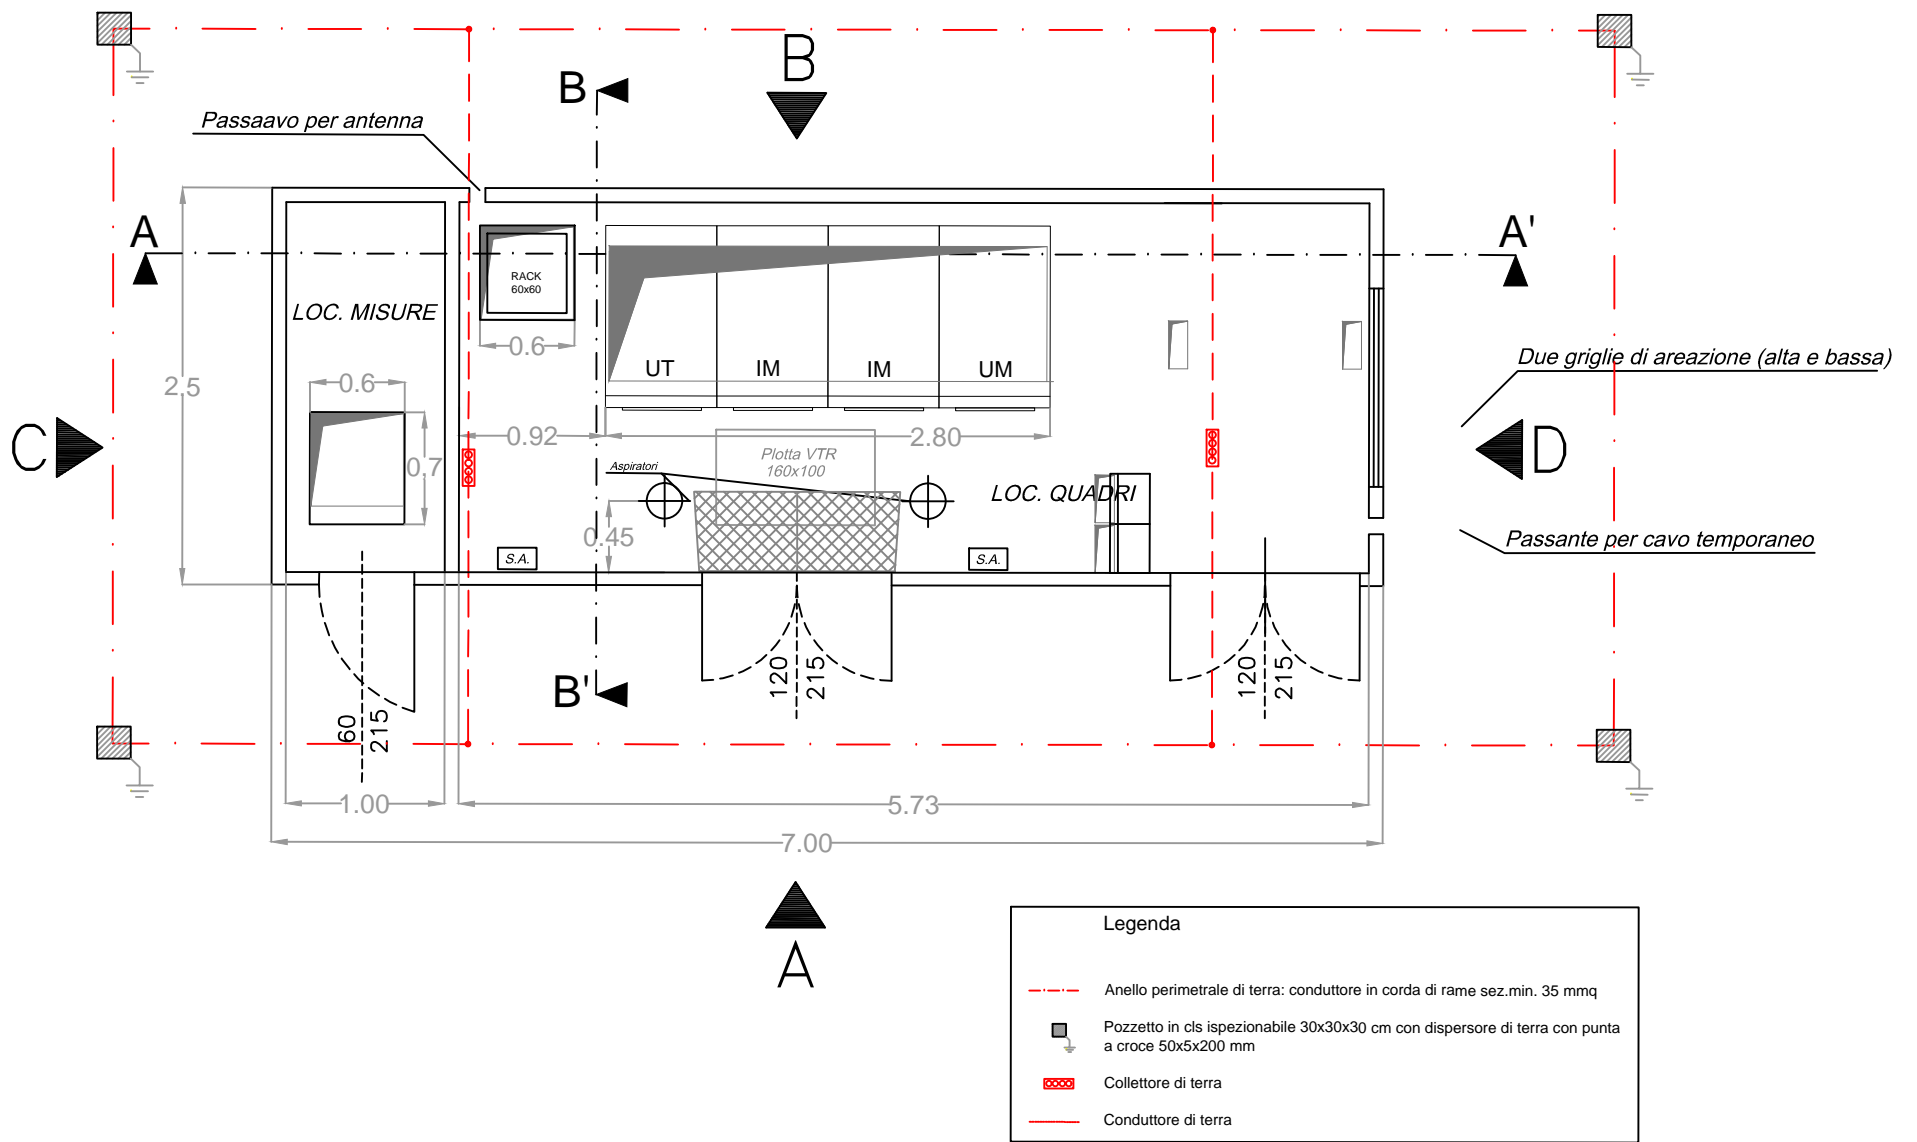 B
B
Passaavo per antenna
A
A'
RACK
60x60
LOC. MISURE
0.6
Due griglie di areazione (alta e bassa)
UT
IM
IM
UM
2.5
0.6
0.92
2.80
C
D
0.7
Aspiratori
Plotta VTR
160x100
LOC. QUADRI
0.45
Passante per cavo temporaneo
S.A.
S.A.
B'
60
215
120
215
120
215
1.00
5.73
7.00
A
Legenda
Anello perimetrale di terra: conduttore in corda di rame sez.min. 35 mmq
Pozzetto in cls ispezionabile 30x30x30 cm con dispersore di terra con punta
a croce 50x5x200 mm
Collettore di terra
Conduttore di terra